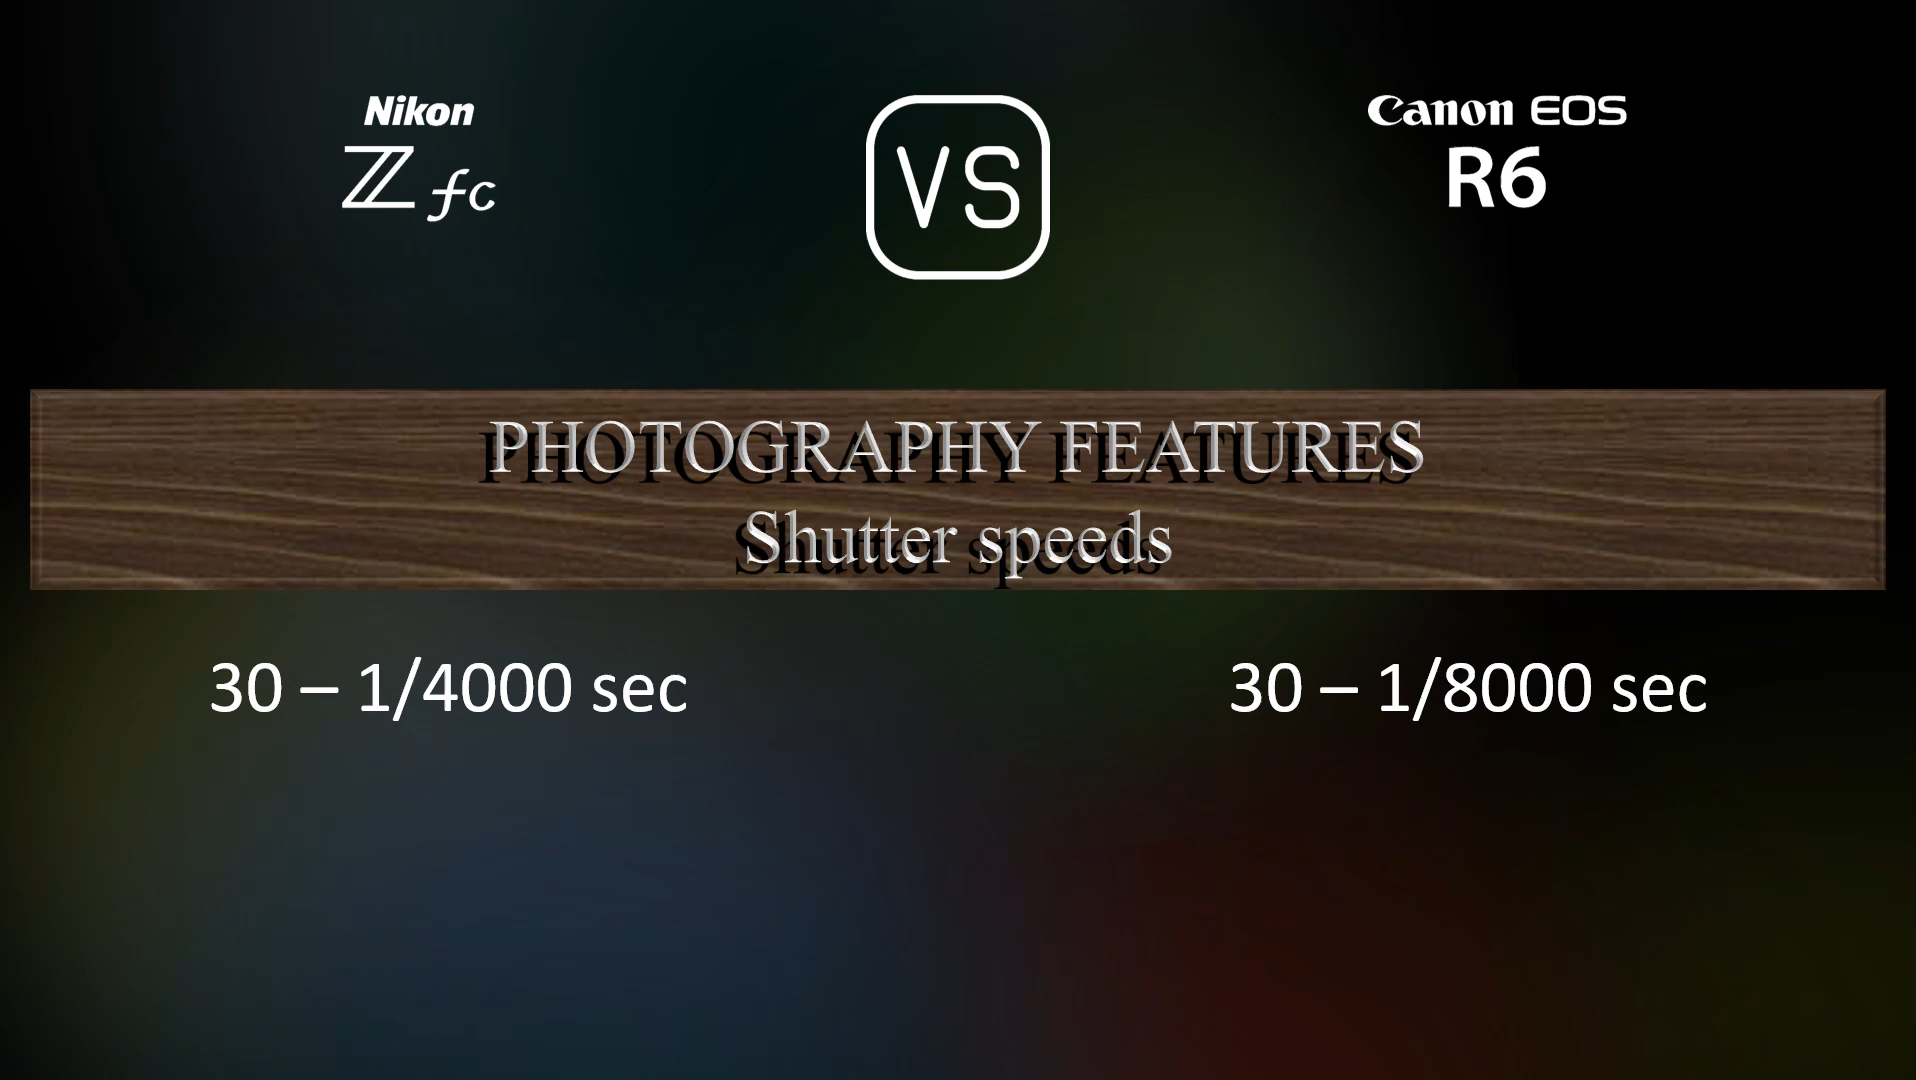 Nikon
Z fc
VS
Canon EOS
R6
PHOTOGRAPHY FEATURES
Shutter speeds
30 – 1/4000 sec
30 – 1/8000 sec